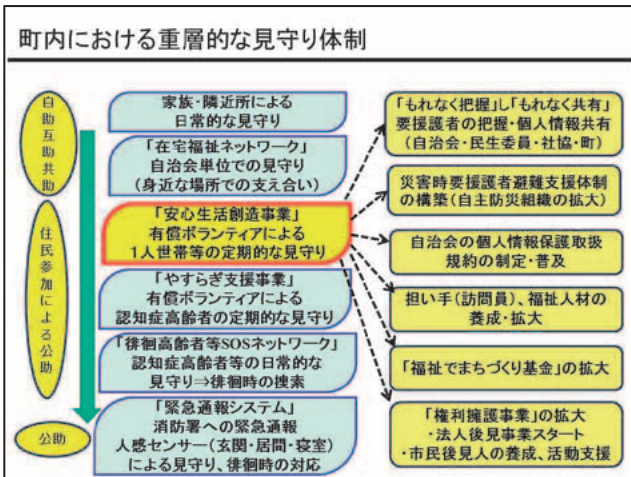 町内における重層的な見守り体制
自助互助共助
住民参加による公助
公助
家族・隣近所による
日常的な見守り
「在宅福祉ネットワーク」
自治会単位での見守り
(身近な場所での支え合い)
「安心生活創造事業」
有償ボランティアによる
1人世帯等の定期的な見守り
「やすらぎ支援事業」
有償ボランティアによる
認知症高齢者の定期的な見守り
「徘徊高齢者等SOSネットワーク」
認知症高齢者等の日常的な
見守り⇒徘徊時の捜索
「緊急通報システム」
消防署への緊急通報
人感センサー(玄関・居間・寝室)
による見守り、徘徊時の対応
「もれなく把握」し「もれなく共有」
要援護者の把握・個人情報共有
(自治会・民生委員・社協・町)
災害時要援護者避難支援体制
の構築(自主防災組織の拡大)
自治会の個人情報保護取扱
規約の制定・普及
担い手(訪問員)、福祉人材の
養成・拡大
「福祉でまちづくり基金」の拡大
「権利擁護事業」の拡大
・法人後見事業スタート
・市民後見人の養成、活動支援